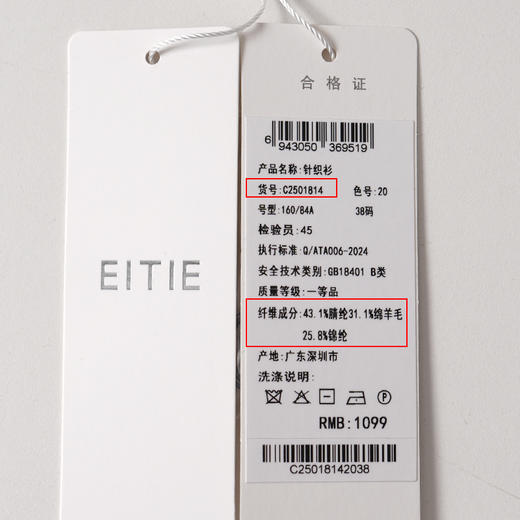 EITIE
合格证
6 943050 369519
产品名称:针织衫
货号:C2501814 色号:20
号型:160/84A 38码
检验员:45
执行标准:Q/ATA006-2024
安全技术类别:GB18401 B类
质量等级:一等品
纤维成分:43.1%腈纶31.1%绵羊毛
25.8%锦纶
产地:广东深圳市
洗涤说明:
P
RMB:1099
C25018142038